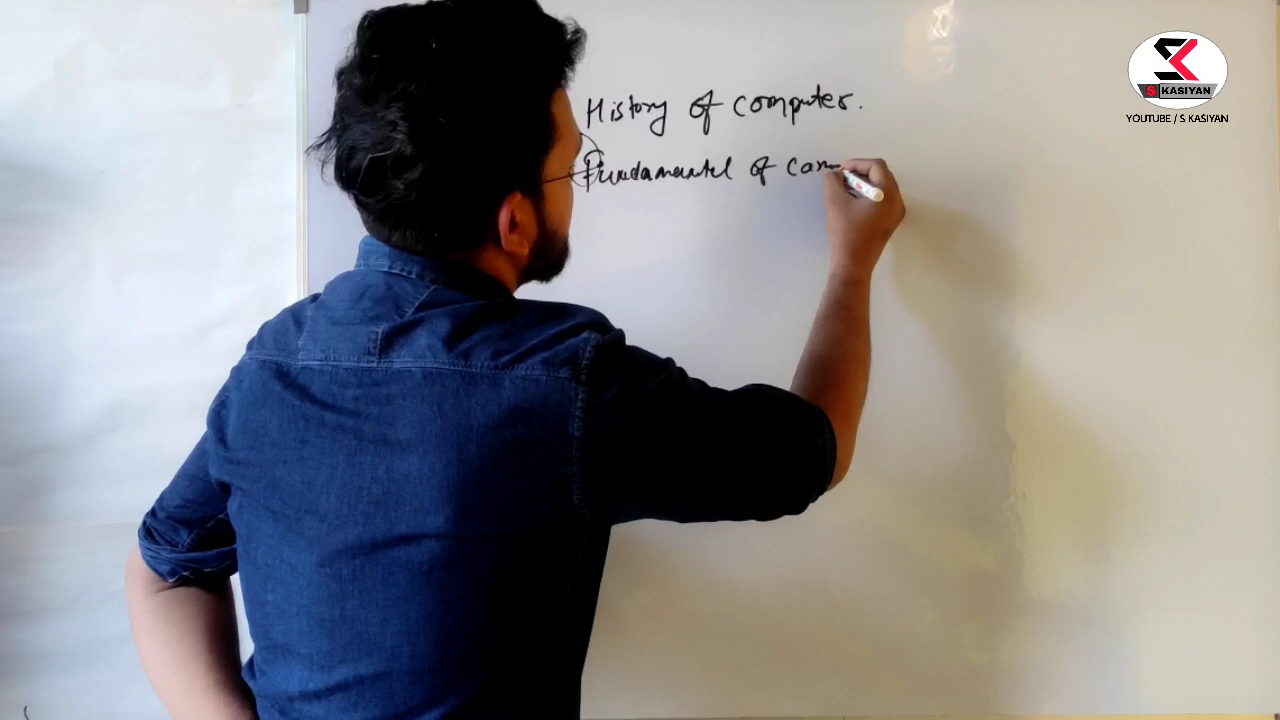 History of computer.
Fundamental of Com
S KASIYAN
YOUTUBE / S KASIYAN